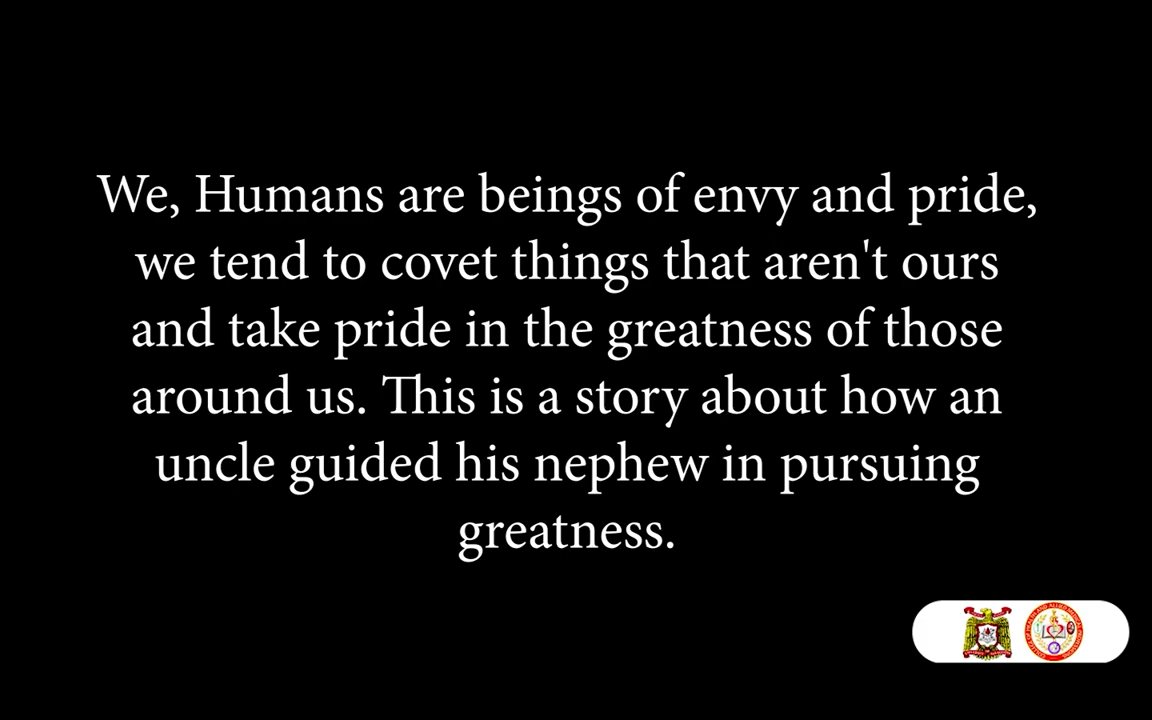 We, Humans are beings of envy and pride,
we tend to covet things that aren't ours
and take pride in the greatness of those
around us. This is a story about how an
uncle guided his nephew in pursuing
greatness.